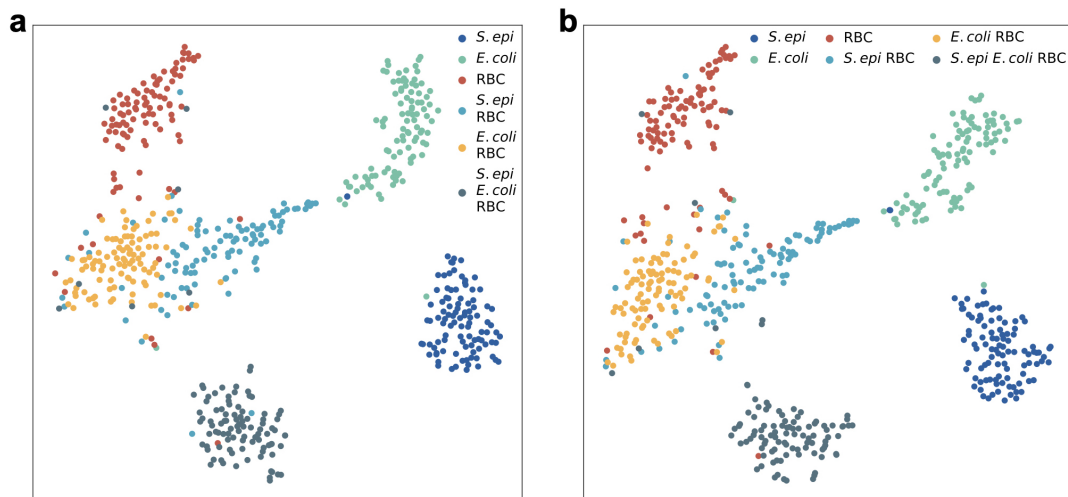 a
S. epi
E. coli
RBC
S. epi
RBC
E. coli
RBC
S. epi
E. coli
RBC
b
S. epi RBC E. coli RBC
E. coli S. epi RBC S. epi E. coli RBC